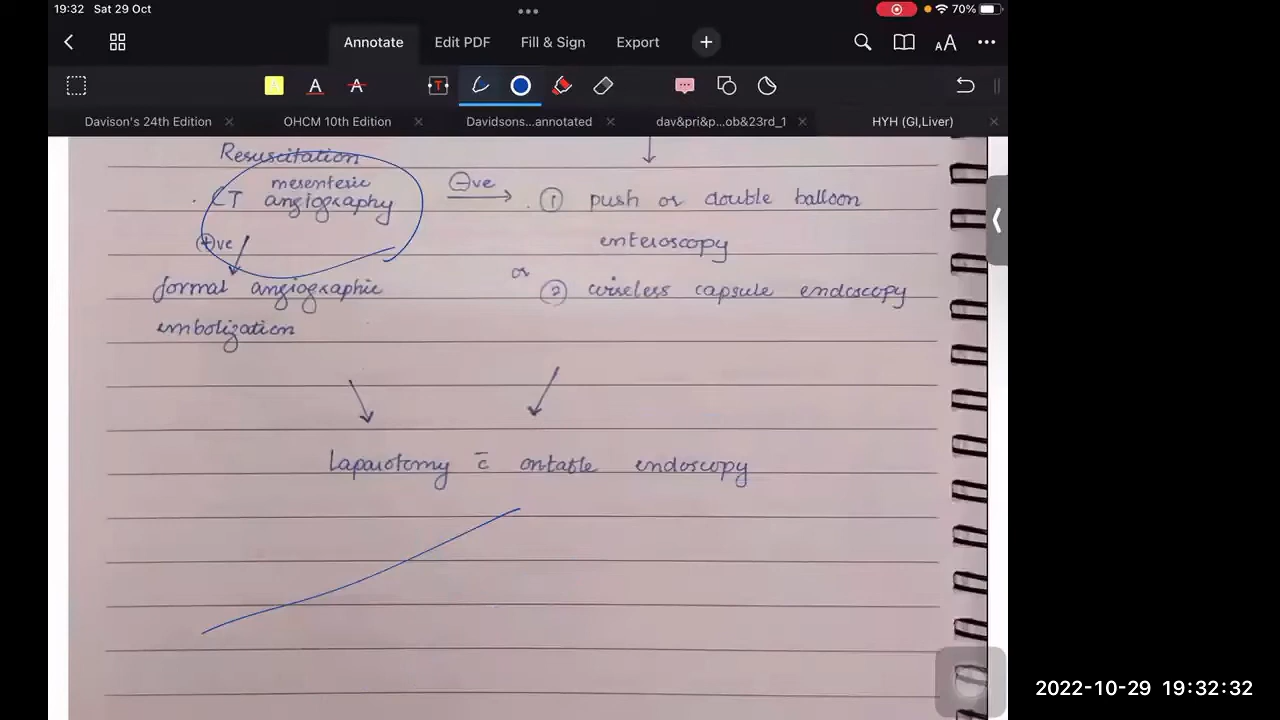 19:32 Sat 29 Oct 70%
Annotate Edit PDF Fill & Sign Export
Davison's 24th Edition OHCM 10th Edition Davidsons...annotated dav&pri&p...ob&23rd_1 HYH (GI,Liver)
Resuscitation
CT mesenteric angiography ⊖ve ① push or double balloon
⊕ve enteroscopy
or
formal angiographic ② wireless capsule endoscopy
embolization
Laparotomy c̄ ontable endoscopy
2022-10-29 19:32:32